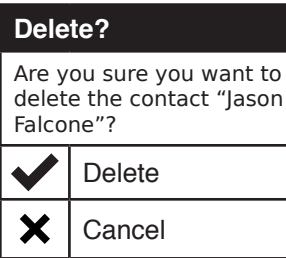 Delete?
Are you sure you want to
delete the contact “Jason
Falcone”?
Delete
Cancel